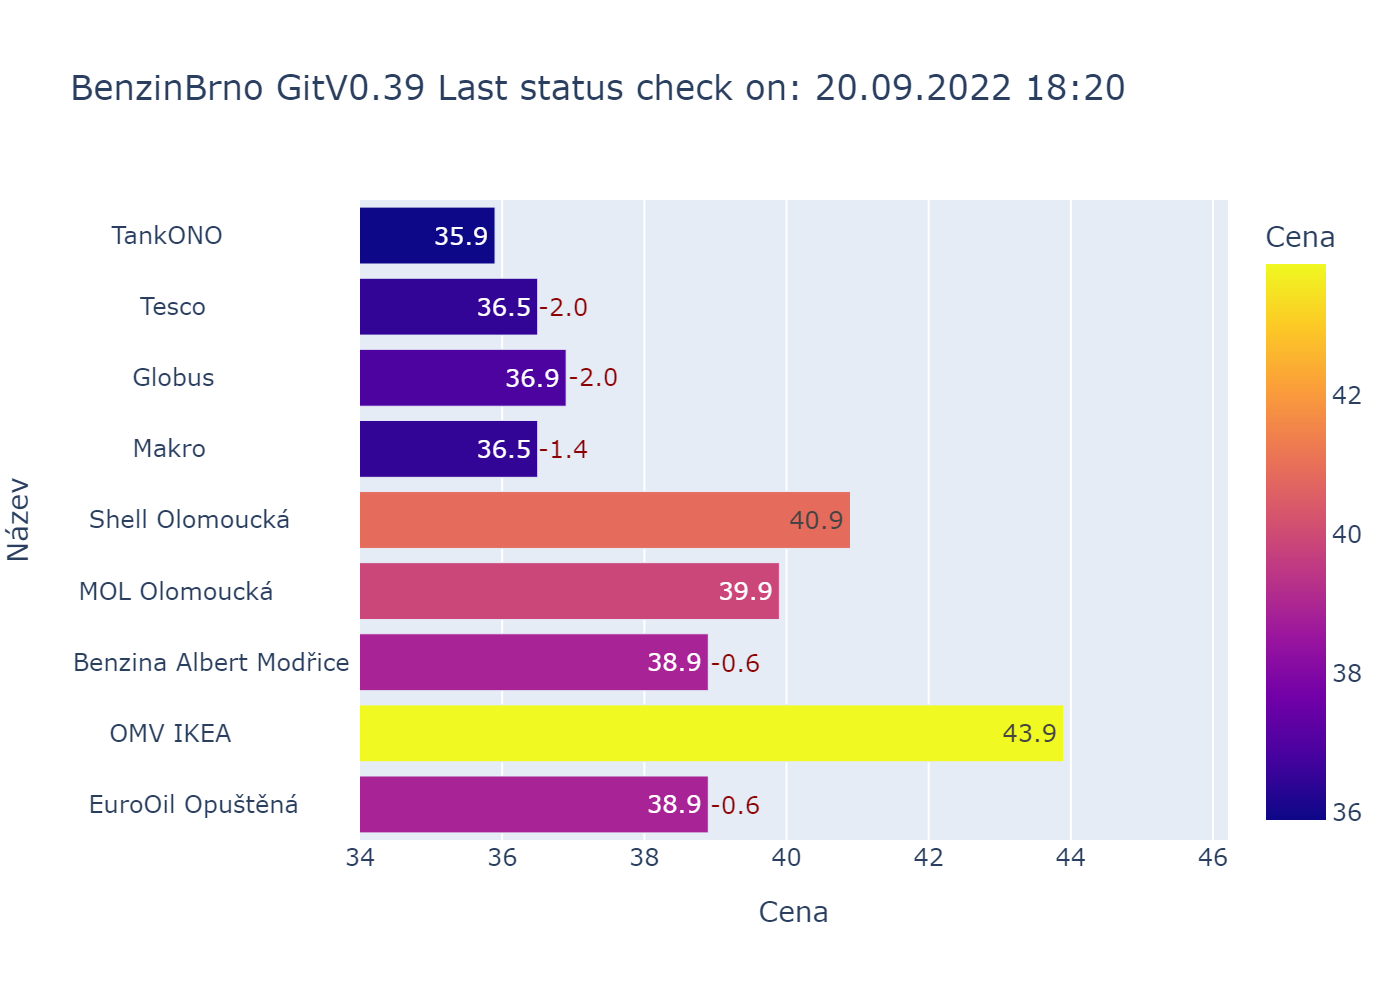 BenzinBrno GitV0.39 Last status check on: 20.09.2022 18:20
TankONO 35.9
Tesco 36.5 -2.0
Globus 36.9 -2.0
Makro 36.5 -1.4
Shell Olomoucká 40.9
MOL Olomoucká 39.9
Benzina Albert Modřice 38.9 -0.6
OMV IKEA 43.9
EuroOil Opuštěná 38.9 -0.6
Název
34 36 38 40 42 44 46
Cena
Cena
42
40
38
36